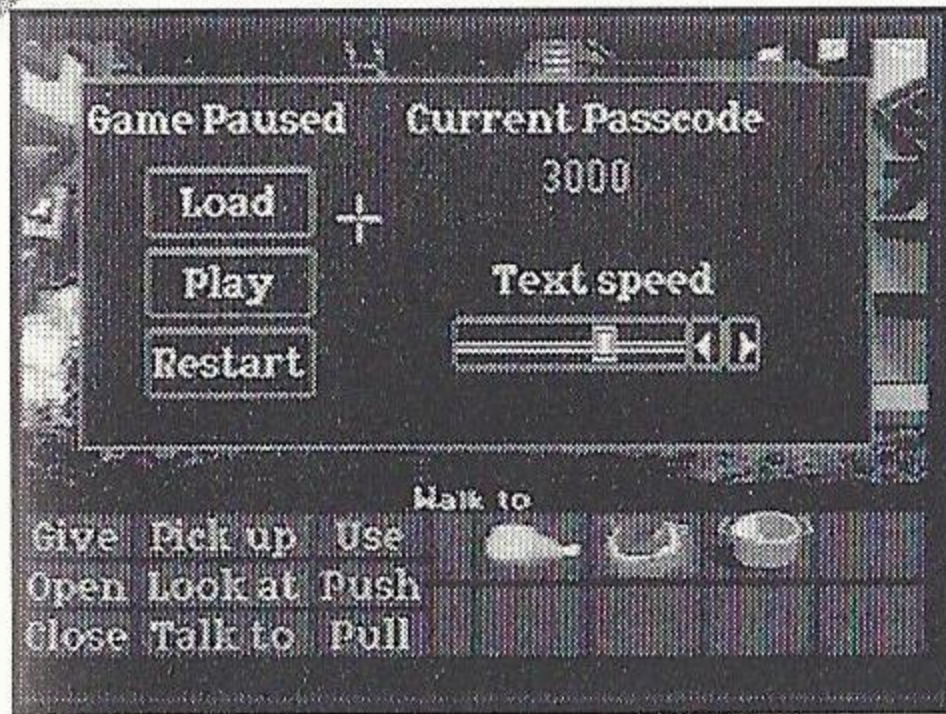 Game Paused
Current Passcode
3000
Load
Play
Restart
Text speed
Walk to
Give Pick up Use
Open Look at Push
Close Talk to Pull